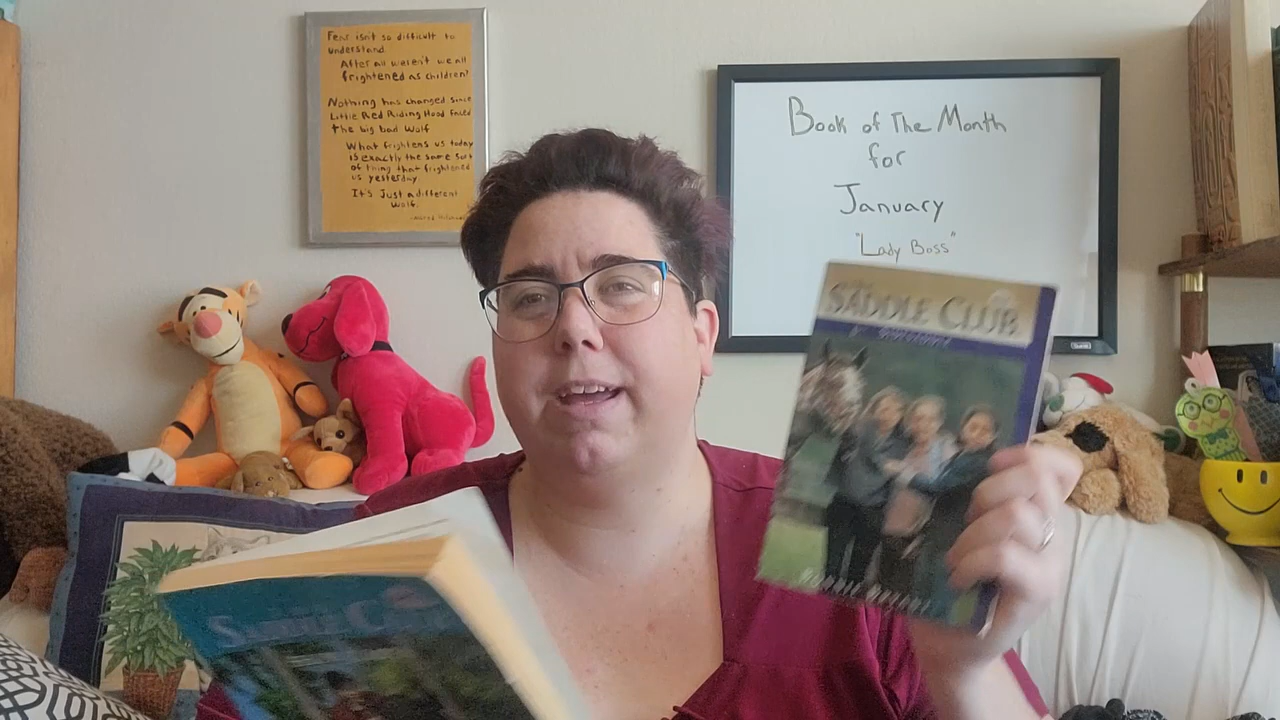 Fear isn't so difficult to
understand.
After all weren't we all
frightened as children?
Nothing has changed since
Little Red Riding Hood faced
the big bad Wolf
What frightens us today
is exactly the same sort
of thing that frightened
us yesterday.
It's Just a different
Wolf.
Book of The Month
for
January
"Lady Boss"
SADDLE CLUB
Saddle Club